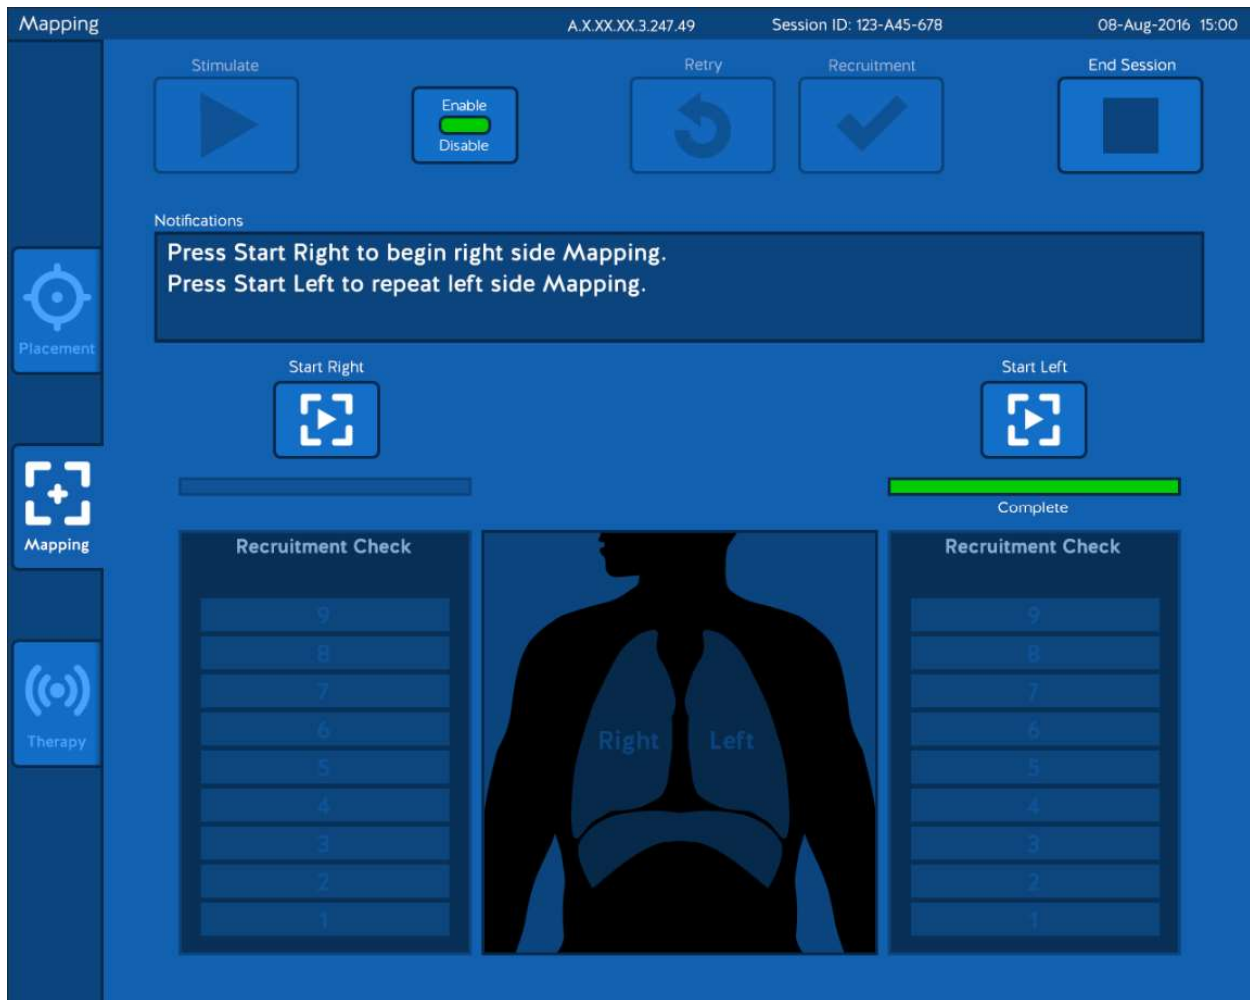 Mapping
A.X.XX.XX.3.247.49
Session ID: 123-A45-678
08-Aug-2016 15:00
Stimulate
Enable
Disable
Retry
Recruitment
End Session
Notifications
Press Start Right to begin right side Mapping.
Press Start Left to repeat left side Mapping.
Placement
Mapping
Therapy
Start Right
Start Left
Complete
Recruitment Check
9
8
7
6
5
4
3
2
1
Right Left
Recruitment Check
9
8
7
6
5
4
3
2
1